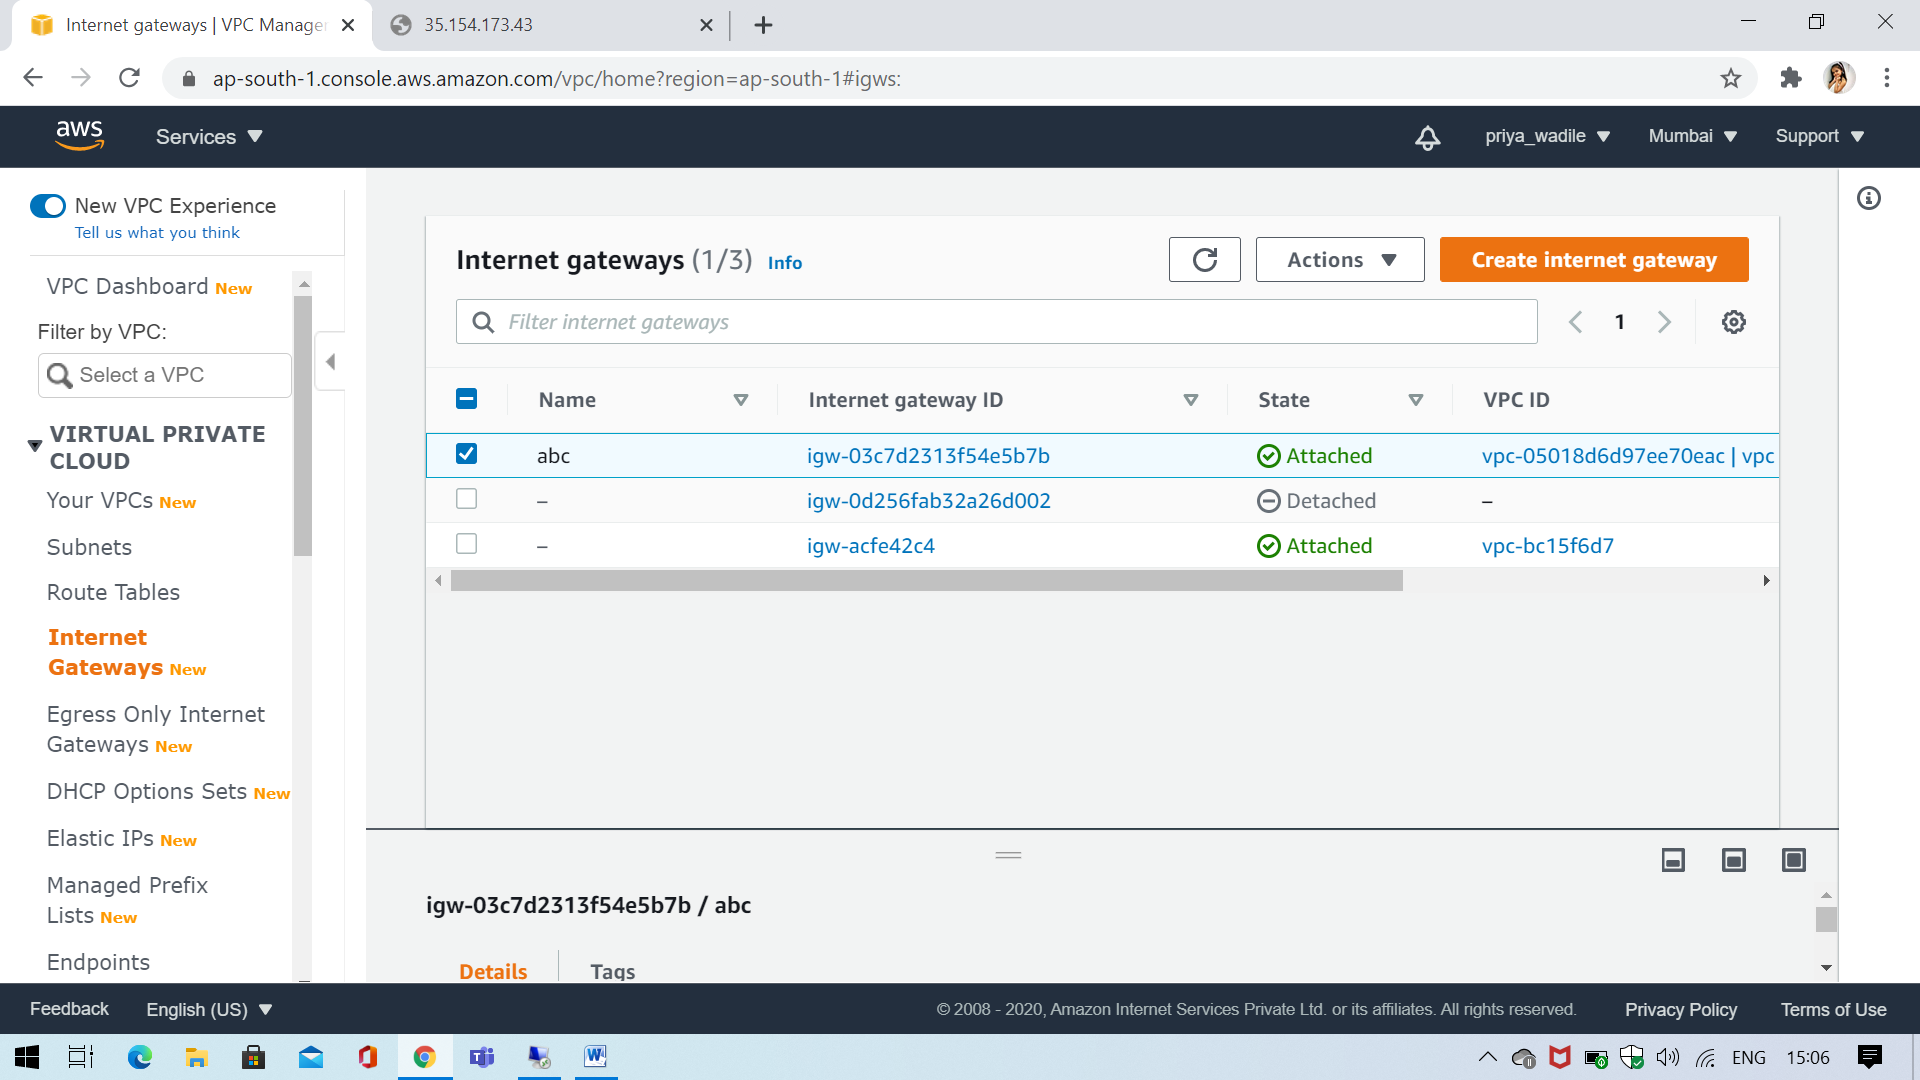 Internet gateways | VPC Manage
35.154.173.43
ap-south-1.console.aws.amazon.com/vpc/home?region=ap-south-1#igws:
aws
Services
priya_wadile
Mumbai
Support
New VPC Experience
Tell us what you think
VPC Dashboard New
Filter by VPC:
Select a VPC
VIRTUAL PRIVATE
CLOUD
Your VPCs New
Subnets
Route Tables
Internet
Gateways New
Egress Only Internet
Gateways New
DHCP Options Sets New
Elastic IPs New
Managed Prefix
Lists New
Endpoints
Internet gateways (1/3) Info
Actions
Create internet gateway
Filter internet gateways
1
Name Internet gateway ID State VPC ID
abc igw-03c7d2313f54e5b7b Attached vpc-05018d6d97ee70eac | vpc
– igw-0d256fab32a26d002 Detached –
– igw-acfe42c4 Attached vpc-bc15f6d7
igw-03c7d2313f54e5b7b / abc
Details Tags
Feedback
English (US)
© 2008 - 2020, Amazon Internet Services Private Ltd. or its affiliates. All rights reserved.
Privacy Policy
Terms of Use
ENG
15:06